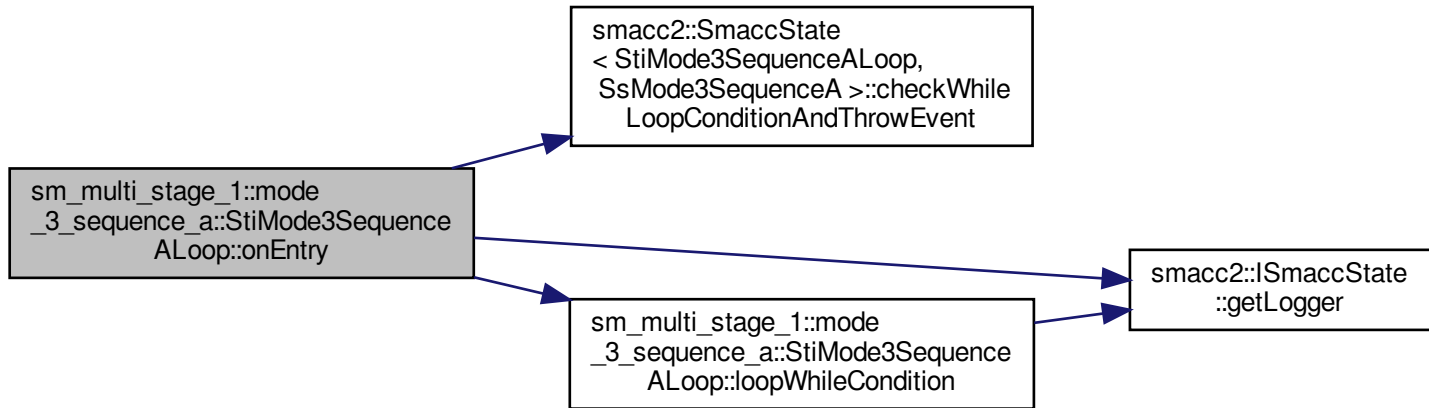 smacc2::SmaccState
< StiMode3SequenceALoop,
SsMode3SequenceA >::checkWhile
LoopConditionAndThrowEvent
sm_multi_stage_1::mode
_3_sequence_a::StiMode3Sequence
ALoop::onEntry
smacc2::ISmaccState
::getLogger
sm_multi_stage_1::mode
_3_sequence_a::StiMode3Sequence
ALoop::loopWhileCondition